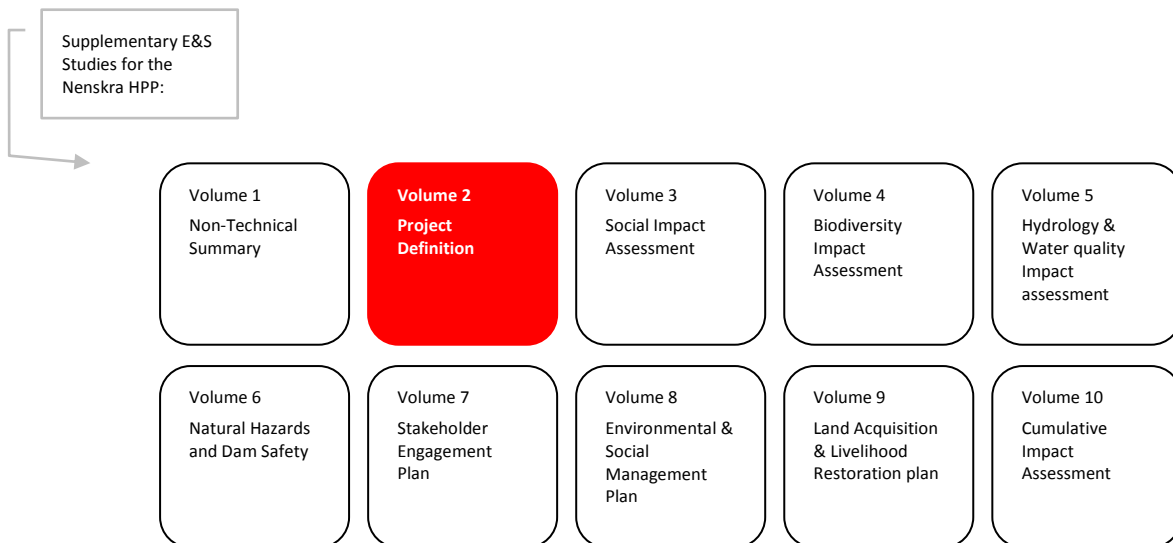 Supplementary E&S
Studies for the
Nenskra HPP:
Volume 1
Non-Technical
Summary
Volume 2
Project
Definition
Volume 3
Social Impact
Assessment
Volume 4
Biodiversity
Impact
Assessment
Volume 5
Hydrology &
Water quality
Impact
assessment
Volume 6
Natural Hazards
and Dam Safety
Volume 7
Stakeholder
Engagement
Plan
Volume 8
Environmental &
Social
Management
Plan
Volume 9
Land Acquisition
& Livelihood
Restoration plan
Volume 10
Cumulative
Impact
Assessment